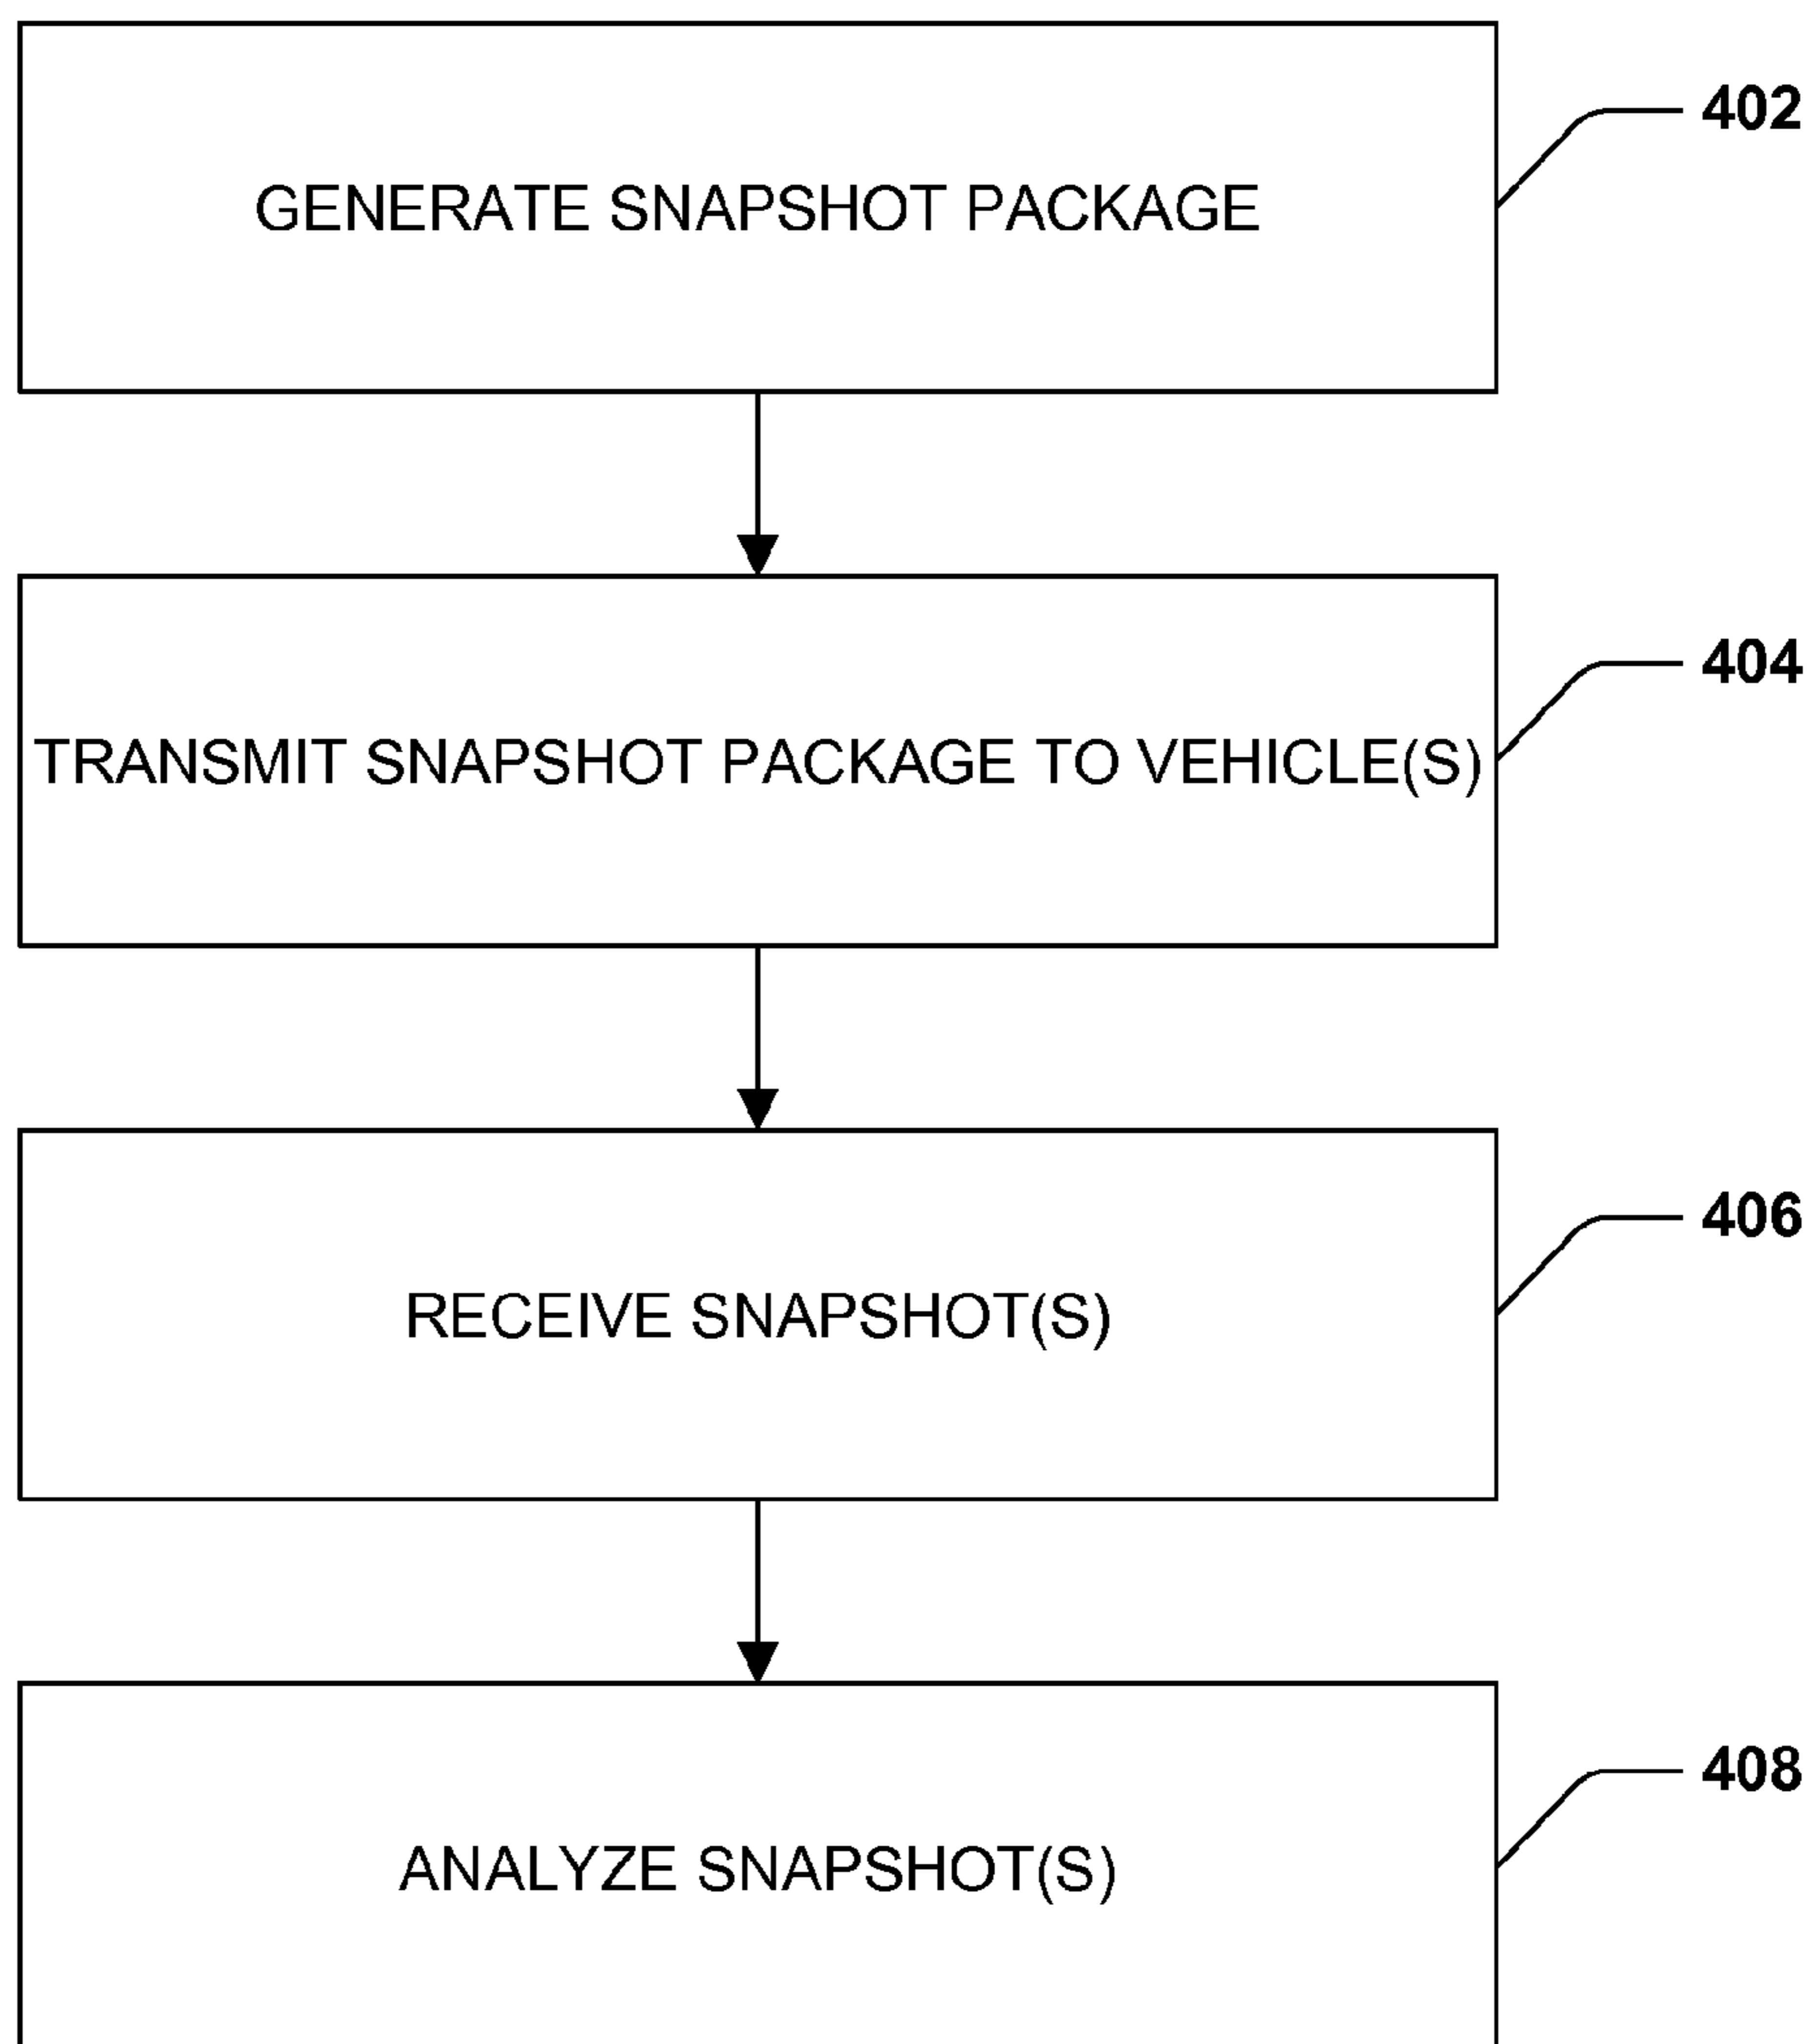 402
GENERATE SNAPSHOT PACKAGE
404
TRANSMIT SNAPSHOT PACKAGE TO VEHICLE(S)
406
RECEIVE SNAPSHOT(S)
408
ANALYZE SNAPSHOT(S)